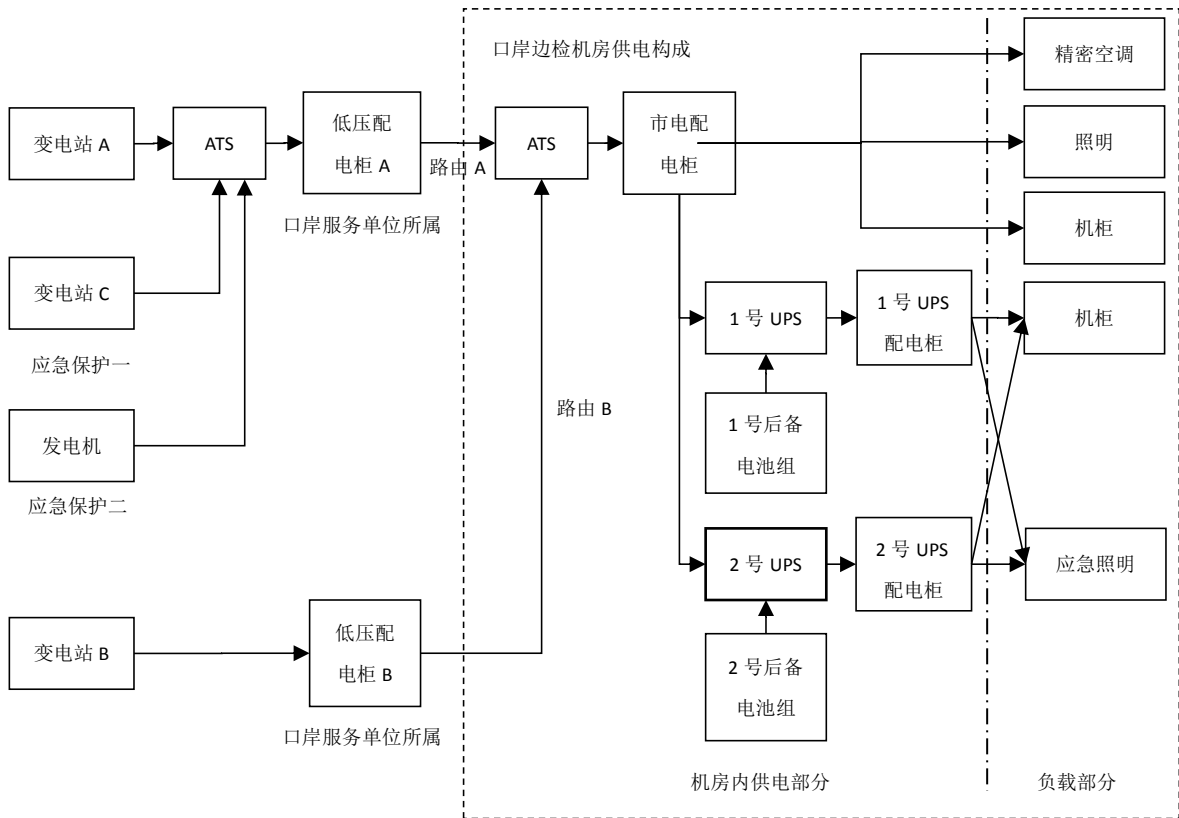 口岸边检机房供电构成
精密空调
变电站 A
ATS
低压配
电柜 A
路由 A
ATS
市电配
电柜
照明
口岸服务单位所属
机柜
变电站 C
应急保护一
1 号 UPS
1 号 UPS
配电柜
机柜
发电机
应急保护二
路由 B
1 号后备
电池组
2 号 UPS
2 号 UPS
配电柜
应急照明
变电站 B
低压配
电柜 B
口岸服务单位所属
2 号后备
电池组
机房内供电部分
负载部分